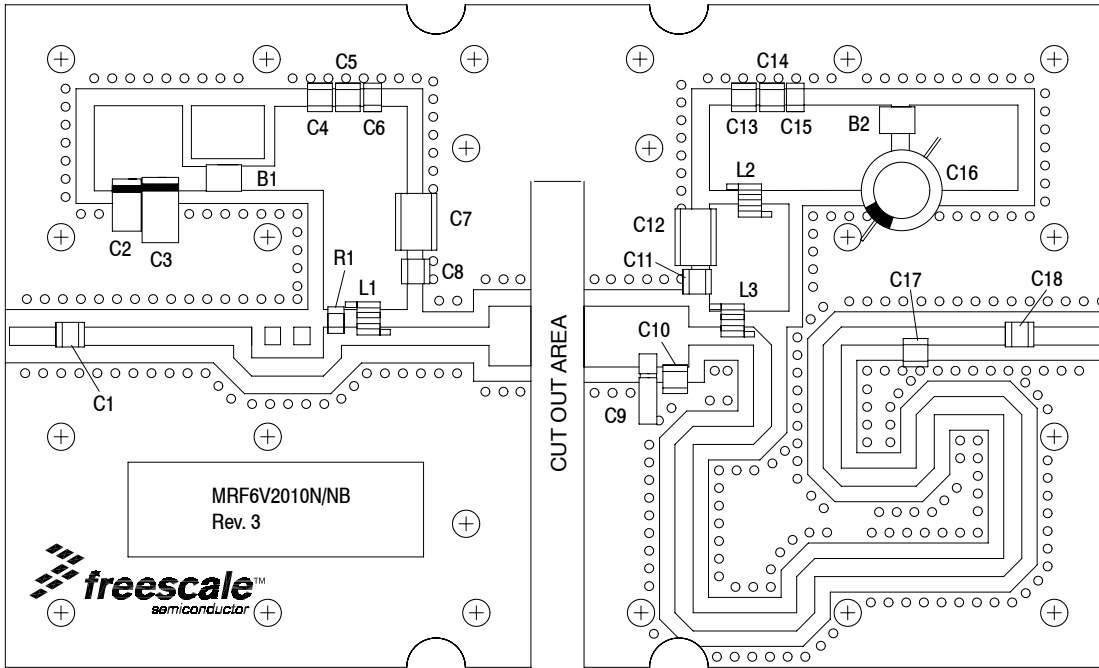 C5
C14
C4
C6
C13
C15
B2
B1
L2
C16
C2
C3
C7
C12
R1
L1
C8
C11
L3
C17
C18
C10
C1
C9
CUT OUT AREA
MRF6V2010N/NB
Rev. 3
freescale™
semiconductor